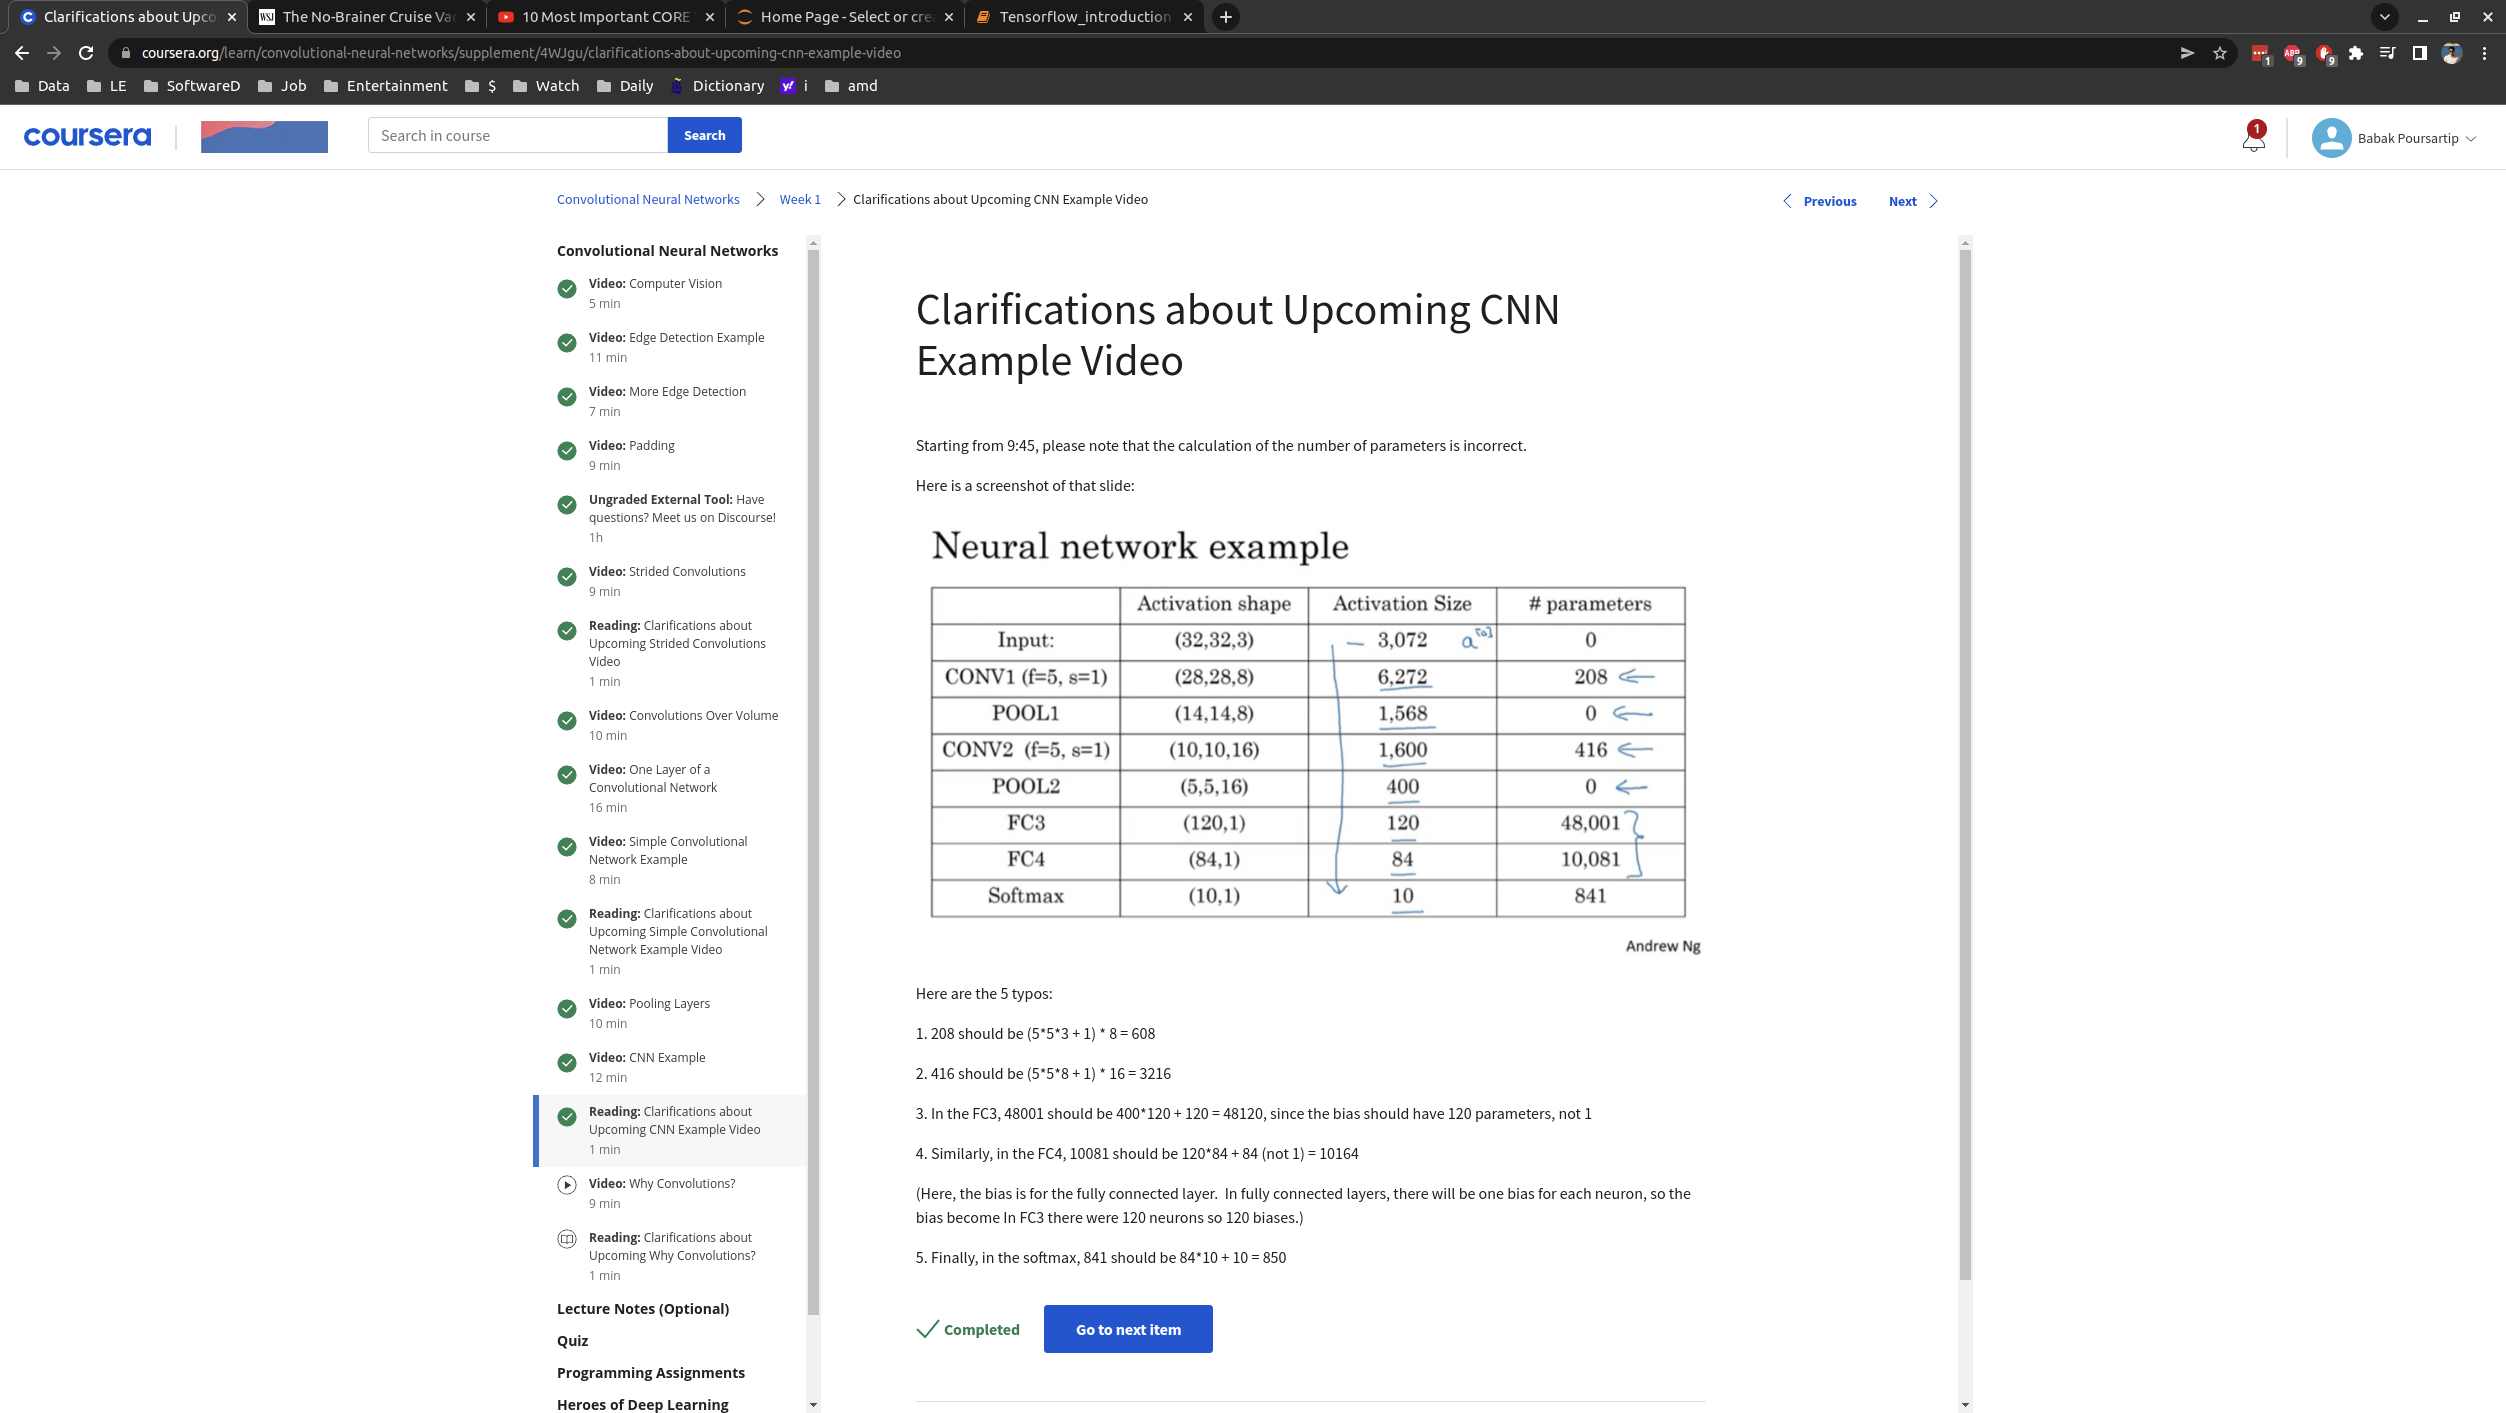 Clarifications about Upco
The No-Brainer Cruise Va
10 Most Important CORE
Home Page - Select or cre
Tensorflow_introduction
coursera.org/learn/convolutional-neural-networks/supplement/4WJgu/clarifications-about-upcoming-cnn-example-video
Data LE SoftwareD Job Entertainment $ Watch Daily Dictionary i amd
coursera
Search in course
Search
1
Babak Poursartip
Convolutional Neural Networks > Week 1 > Clarifications about Upcoming CNN Example Video
Previous
Next
Convolutional Neural Networks
Video: Computer Vision
5 min
Video: Edge Detection Example
11 min
Video: More Edge Detection
7 min
Video: Padding
9 min
Ungraded External Tool: Have
questions? Meet us on Discourse!
1h
Video: Strided Convolutions
9 min
Reading: Clarifications about
Upcoming Strided Convolutions
Video
1 min
Video: Convolutions Over Volume
10 min
Video: One Layer of a
Convolutional Network
16 min
Video: Simple Convolutional
Network Example
8 min
Reading: Clarifications about
Upcoming Simple Convolutional
Network Example Video
1 min
Video: Pooling Layers
10 min
Video: CNN Example
12 min
Reading: Clarifications about
Upcoming CNN Example Video
1 min
Video: Why Convolutions?
9 min
Reading: Clarifications about
Upcoming Why Convolutions?
1 min
Lecture Notes (Optional)
Quiz
Programming Assignments
Heroes of Deep Learning
Clarifications about Upcoming CNN
Example Video
Starting from 9:45, please note that the calculation of the number of parameters is incorrect.
Here is a screenshot of that slide:
Neural network example
Activation shape Activation Size # parameters
Input: (32,32,3) 3,072 a[0] 0
CONV1 (f=5, s=1) (28,28,8) 6,272 208
POOL1 (14,14,8) 1,568 0
CONV2 (f=5, s=1) (10,10,16) 1,600 416
POOL2 (5,5,16) 400 0
FC3 (120,1) 120 48,001
FC4 (84,1) 84 10,081
Softmax (10,1) 10 841
Andrew Ng
Here are the 5 typos:
1. 208 should be (5*5*3 + 1) * 8 = 608
2. 416 should be (5*5*8 + 1) * 16 = 3216
3. In the FC3, 48001 should be 400*120 + 120 = 48120, since the bias should have 120 parameters, not 1
4. Similarly, in the FC4, 10081 should be 120*84 + 84 (not 1) = 10164
(Here, the bias is for the fully connected layer.  In fully connected layers, there will be one bias for each neuron, so the
bias become In FC3 there were 120 neurons so 120 biases.)
5. Finally, in the softmax, 841 should be 84*10 + 10 = 850
Completed
Go to next item